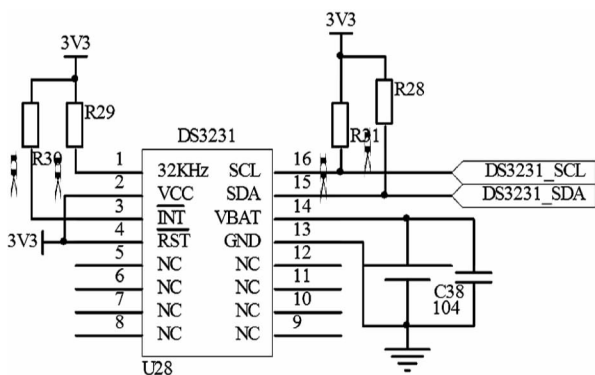 3V3
3V3
R29
R28
R30
R31
DS3231
1 32KHz SCL 16 DS3231_SCL
2 VCC SDA 15 DS3231_SDA
3 INT VBAT 14
3V3 4 RST GND 13
5 NC NC 12
6 NC NC 11
7 NC NC 10
8 NC NC 9
C38
104
U28